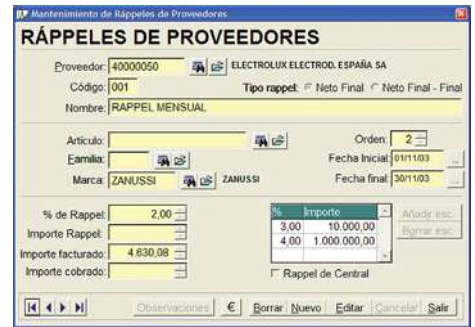 Mantenimiento de Ráppeles de Proveedores
RÁPPELES DE PROVEEDORES
Proveedor: 40000050 ELECTROLUX ELECTROD. ESPAÑA SA
Código: 001 Tipo rappel: Neto Final Neto Final - Final
Nombre: RAPPEL MENSUAL
Artículo: Orden: 2
Familia: Fecha Inicial: 01/11/03 ...
Marca: ZANUSSI ZANUSSI Fecha final: 30/11/03 ...
% de Rappel: 2,00 % Importe Añadir esc.
Importe Rappel: 3,00 10.000,00 Borrar esc.
Importe facturado: 4.630,08 4,00 1.000.000,00
Importe cobrado: Rappel de Central
Observaciones € Borrar Nuevo Editar Cancelar Salir